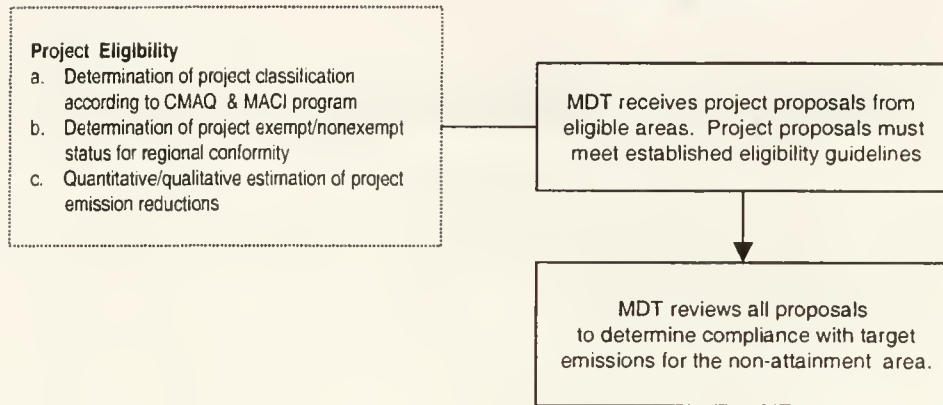 Project Eligibility
a. Determination of project classification
according to CMAQ & MACI program
b. Determination of project exempt/nonexempt
status for regional conformity
c. Quantitative/qualitative estimation of project
emission reductions
MDT receives project proposals from
eligible areas. Project proposals must
meet established eligibility guidelines
MDT reviews all proposals
to determine compliance with target
emissions for the non-attainment area.